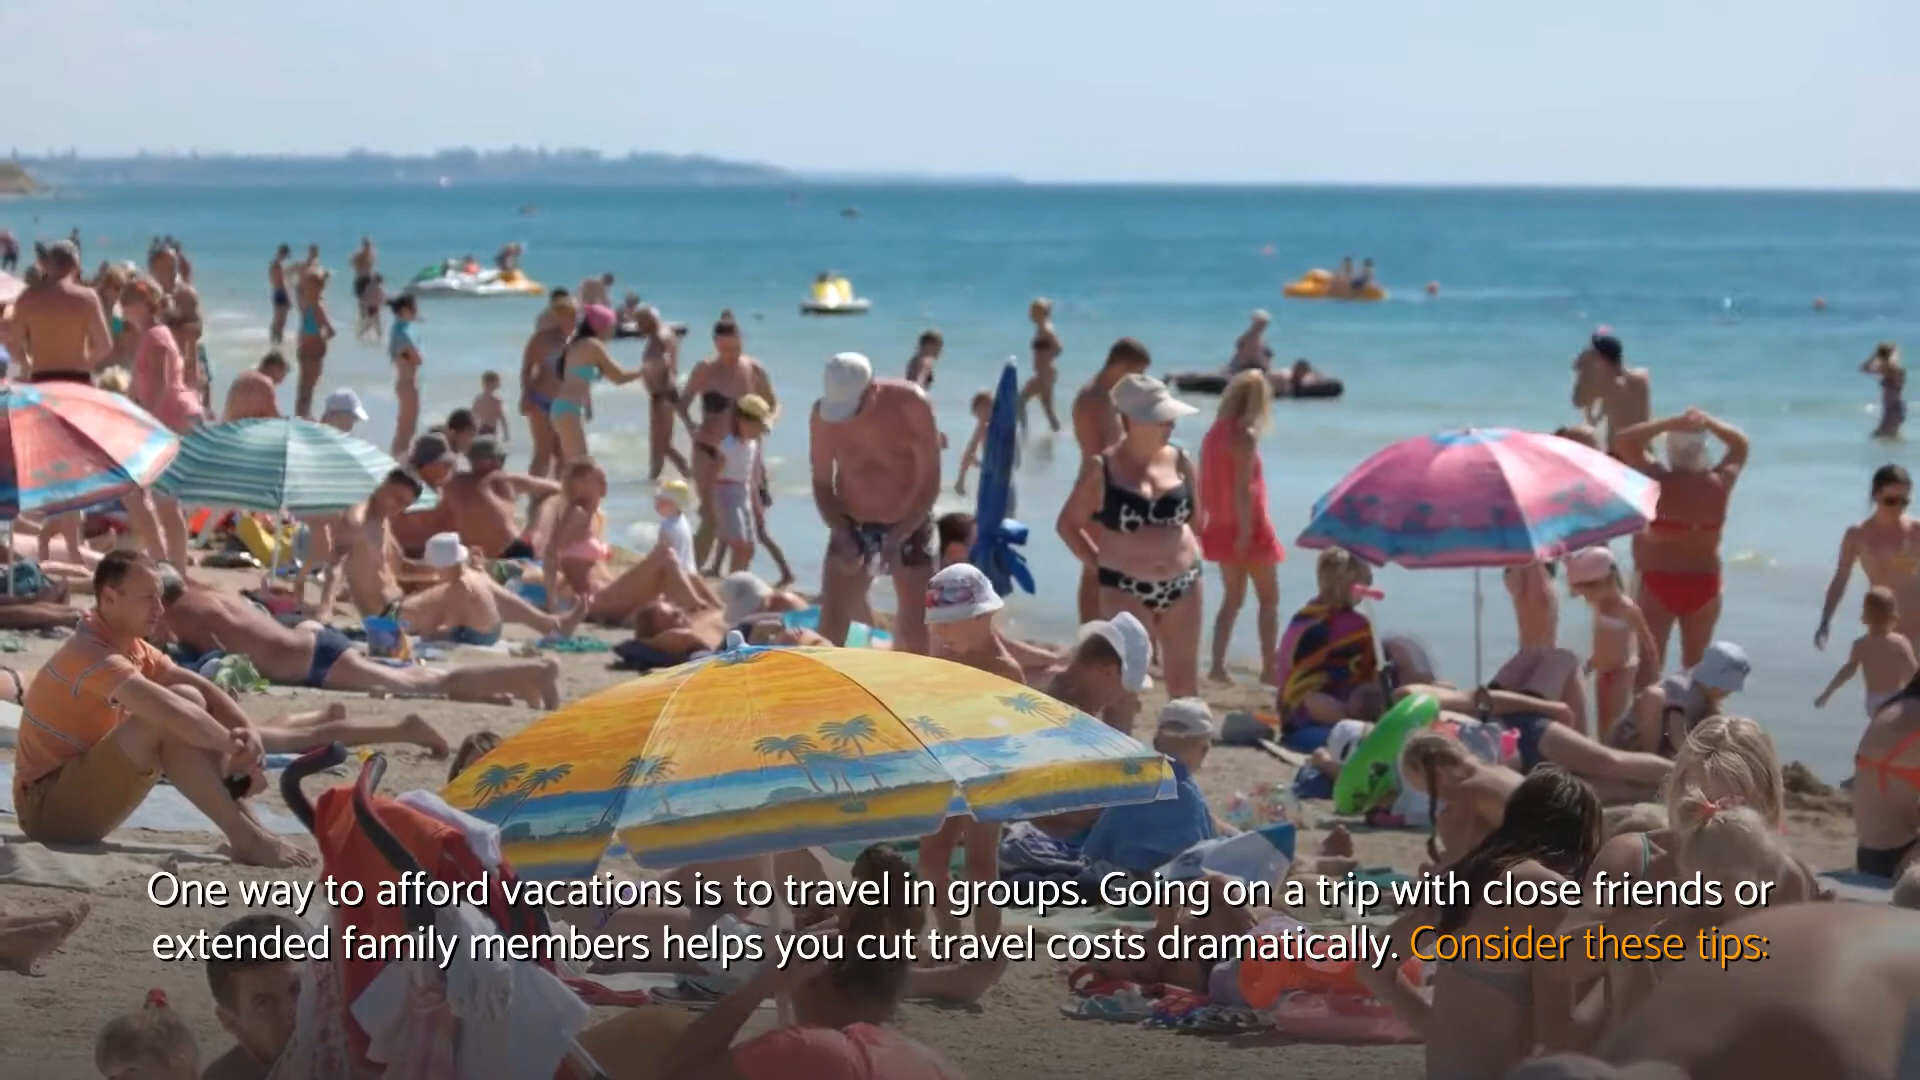 One way to afford vacations is to travel in groups. Going on a trip with close friends or
extended family members helps you cut travel costs dramatically. Consider these tips: